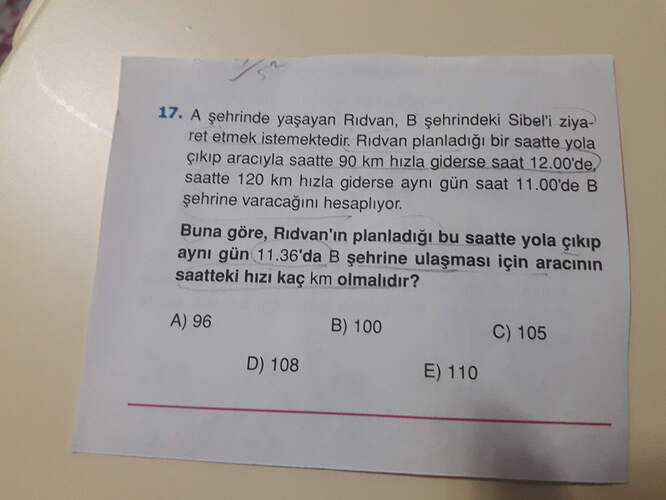 17. A şehrinde yaşayan Rıdvan, B şehrindeki Sibel'i ziya-
ret etmek istemektedir. Rıdvan planladığı bir saatte yola
çıkıp aracıyla saatte 90 km hızla giderse saat 12.00'de,
saatte 120 km hızla giderse aynı gün saat 11.00'de B
şehrine varacağını hesaplıyor.
Buna göre, Rıdvan'ın planladığı bu saatte yola çıkıp
aynı gün 11.36'da B şehrine ulaşması için aracının
saatteki hızı kaç km olmalıdır?
A) 96 B) 100 C) 105
D) 108 E) 110